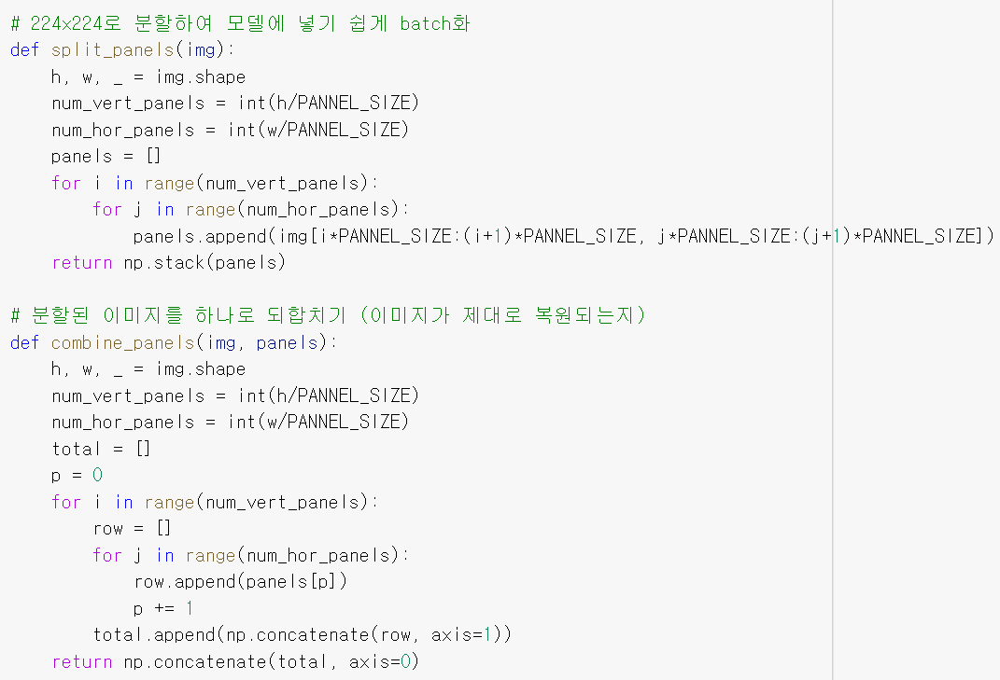 # 224x224로 분할하여 모델에 넣기 쉽게 batch화
def split_panels(img):
    h, w, _ = img.shape
    num_vert_panels = int(h/PANNEL_SIZE)
    num_hor_panels = int(w/PANNEL_SIZE)
    panels = []
    for i in range(num_vert_panels):
        for j in range(num_hor_panels):
            panels.append(img[i*PANNEL_SIZE:(i+1)*PANNEL_SIZE, j*PANNEL_SIZE:(j+1)*PANNEL_SIZE])
    return np.stack(panels)

# 분할된 이미지를 하나로 되합치기 (이미지가 제대로 복원되는지)
def combine_panels(img, panels):
    h, w, _ = img.shape
    num_vert_panels = int(h/PANNEL_SIZE)
    num_hor_panels = int(w/PANNEL_SIZE)
    total = []
    p = 0
    for i in range(num_vert_panels):
        row = []
        for j in range(num_hor_panels):
            row.append(panels[p])
            p += 1
        total.append(np.concatenate(row, axis=1))
    return np.concatenate(total, axis=0)